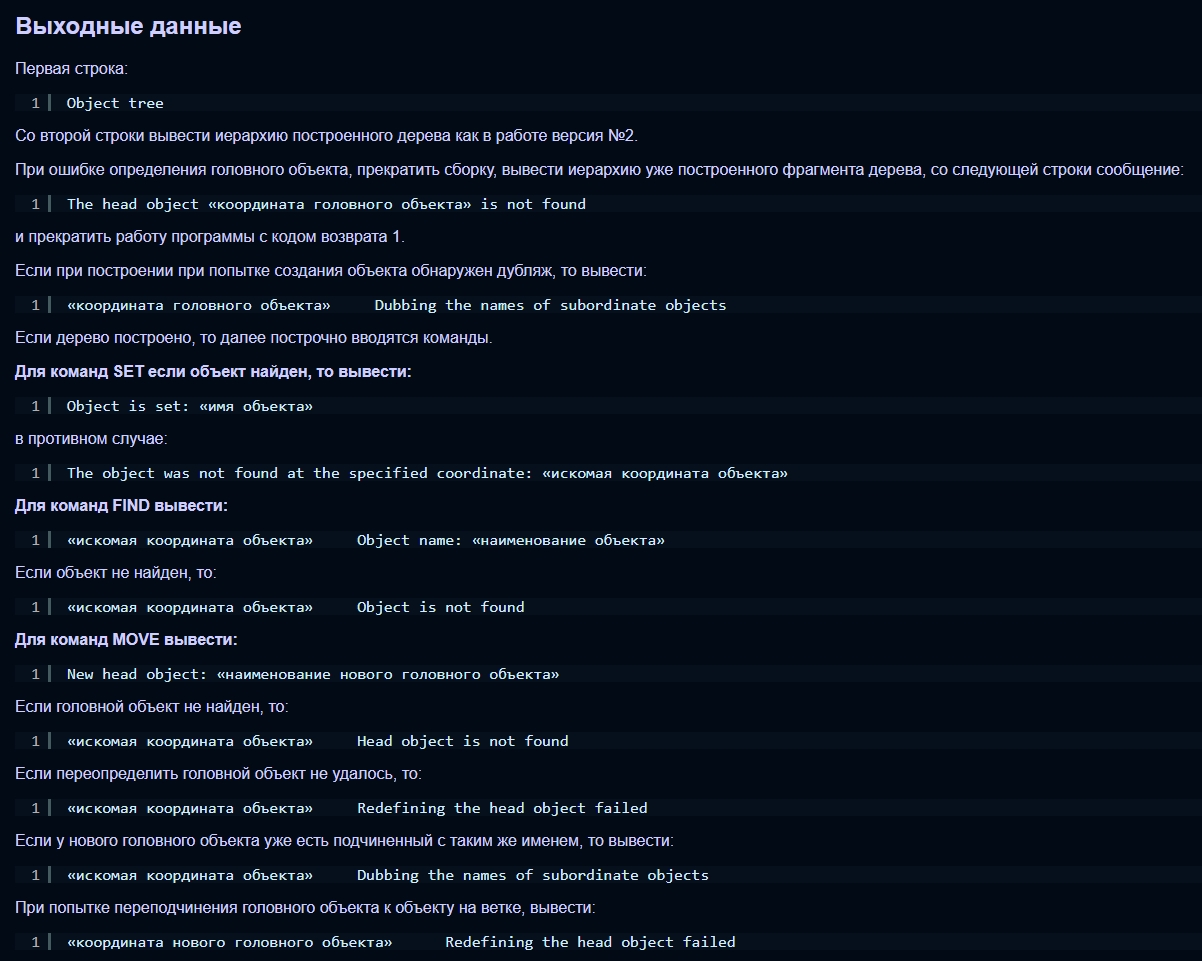 Выходные данные
Первая строка:
1 Object tree
Со второй строки вывести иерархию построенного дерева как в работе версия №2.
При ошибке определения головного объекта, прекратить сборку, вывести иерархию уже построенного фрагмента дерева, со следующей строки сообщение:
1 The head object «координата головного объекта» is not found
и прекратить работу программы с кодом возврата 1.
Если при построении при попытке создания объекта обнаружен дубляж, то вывести:
1 «координата головного объекта»     Dubbing the names of subordinate objects
Если дерево построено, то далее построчно вводятся команды.
Для команд SET если объект найден, то вывести:
1 Object is set: «имя объекта»
в противном случае:
1 The object was not found at the specified coordinate: «искомая координата объекта»
Для команд FIND вывести:
1 «искомая координата объекта»     Object name: «наименование объекта»
Если объект не найден, то:
1 «искомая координата объекта»     Object is not found
Для команд MOVE вывести:
1 New head object: «наименование нового головного объекта»
Если головной объект не найден, то:
1 «искомая координата объекта»     Head object is not found
Если переопределить головной объект не удалось, то:
1 «искомая координата объекта»     Redefining the head object failed
Если у нового головного объекта уже есть подчиненный с таким же именем, то вывести:
1 «искомая координата объекта»     Dubbing the names of subordinate objects
При попытке переподчинения головного объекта к объекту на ветке, вывести:
1 «координата нового головного объекта»      Redefining the head object failed